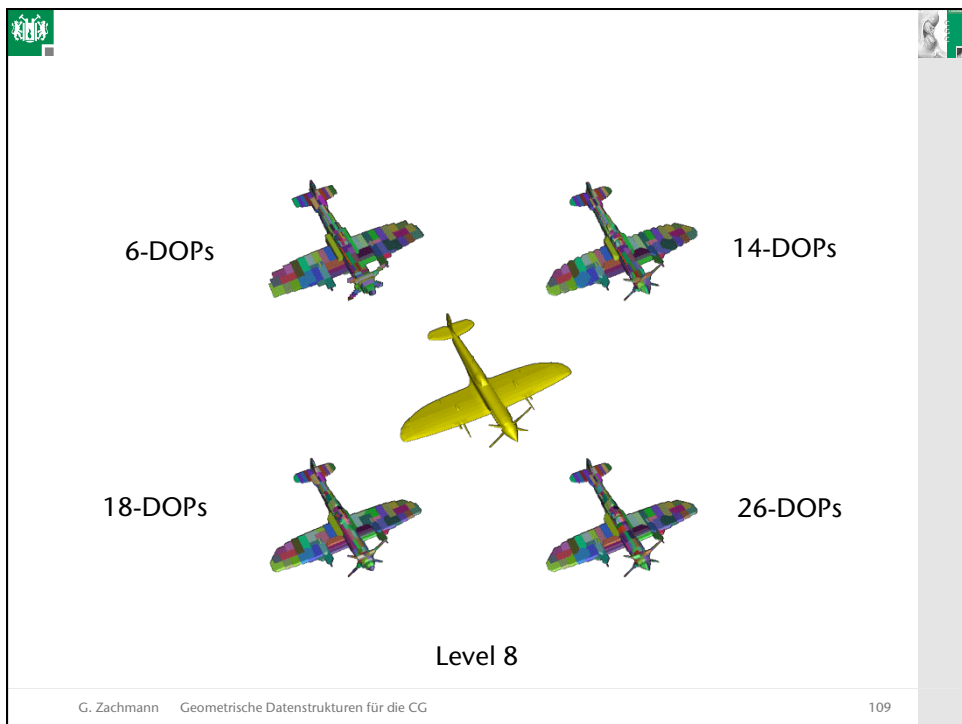 6-DOPs
14-DOPs
18-DOPs
26-DOPs
Level 8
G. Zachmann Geometrische Datenstrukturen für die CG 109